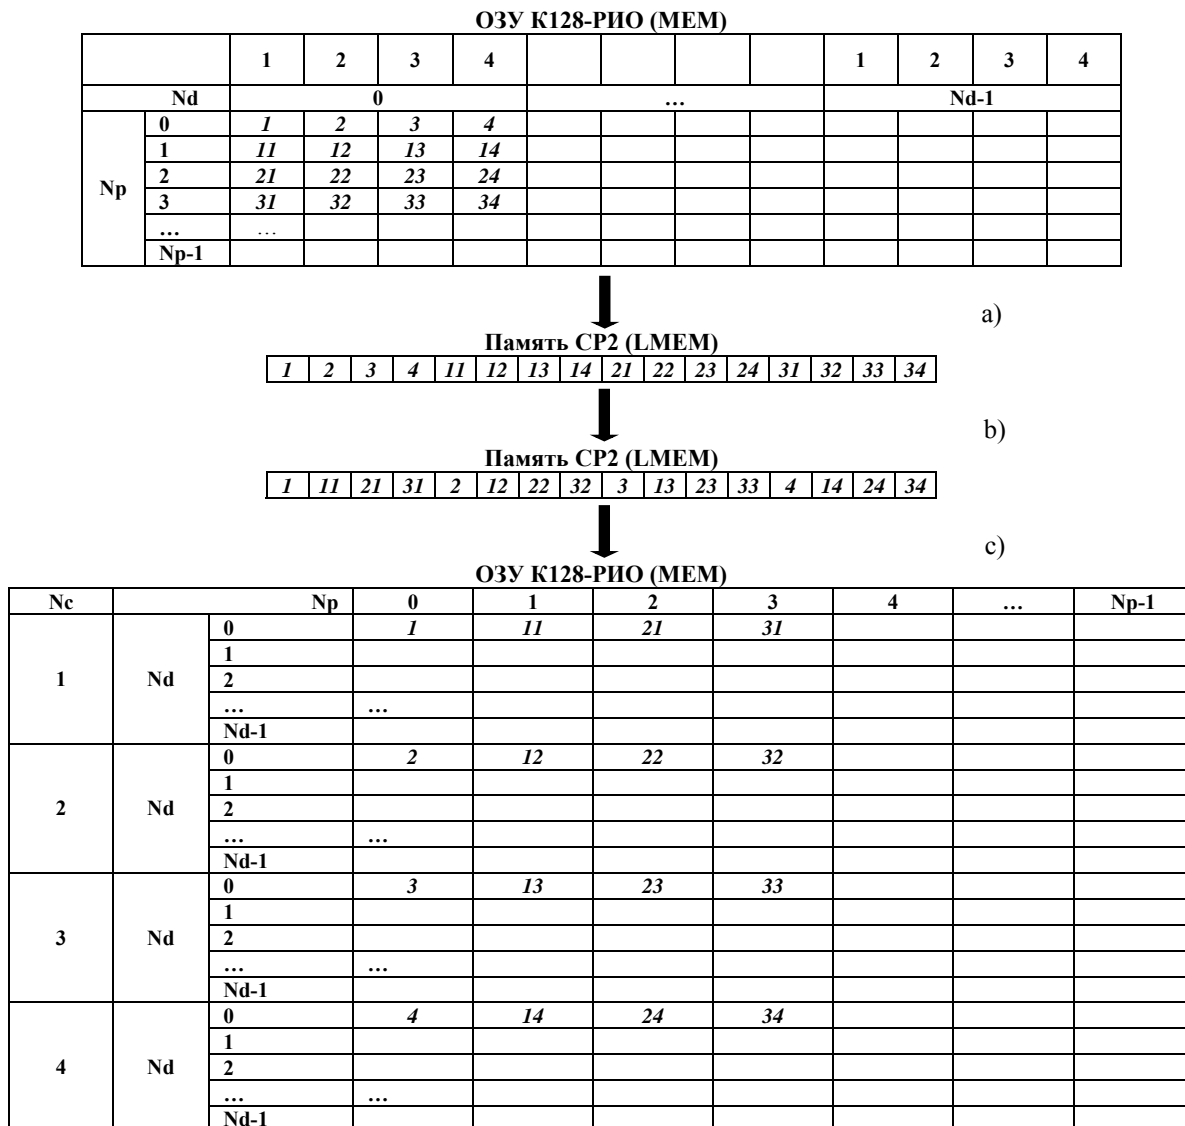 ОЗУ К128-РИО (МЕМ)
1 2 3 4 1 2 3 4
Nd 0 … Nd-1
0 1 2 3 4
1 11 12 13 14
Np 2 21 22 23 24
3 31 32 33 34
… …
Np-1
a)
Память СР2 (LMEM)
1 2 3 4 11 12 13 14 21 22 23 24 31 32 33 34
b)
Память СР2 (LMEM)
1 11 21 31 2 12 22 32 3 13 23 33 4 14 24 34
c)
ОЗУ К128-РИО (МЕМ)
Nc Np 0 1 2 3 4 … Np-1
0 1 11 21 31
1
1 Nd 2
… …
Nd-1
0 2 12 22 32
1
2 Nd 2
… …
Nd-1
0 3 13 23 33
1
3 Nd 2
… …
Nd-1
0 4 14 24 34
1
4 Nd 2
… …
Nd-1